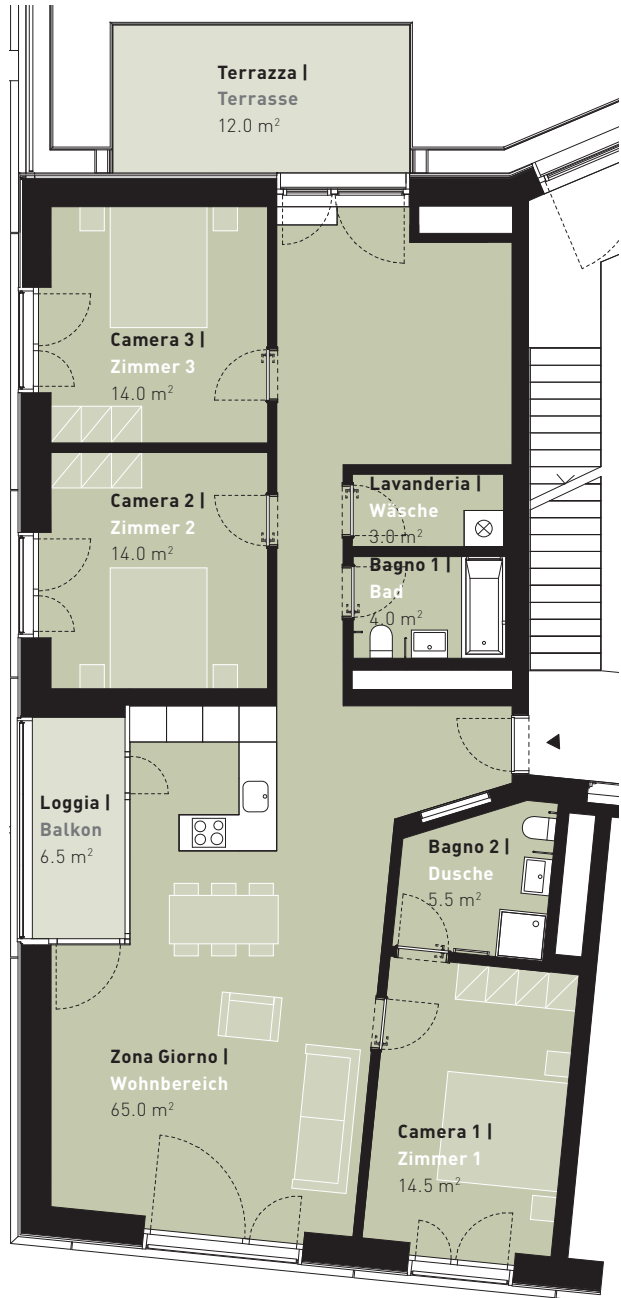 Terrazza |
Terrasse
12.0 m²
Camera 3 |
Zimmer 3
14.0 m²
Camera 2 |
Zimmer 2
14.0 m²
Lavanderia |
Wäsche
3.0 m²
Bagno 1 |
Bad
4.0 m²
Loggia |
Balkon
6.5 m²
Bagno 2 |
Dusche
5.5 m²
Zona Giorno |
Wohnbereich
65.0 m²
Camera 1 |
Zimmer 1
14.5 m²